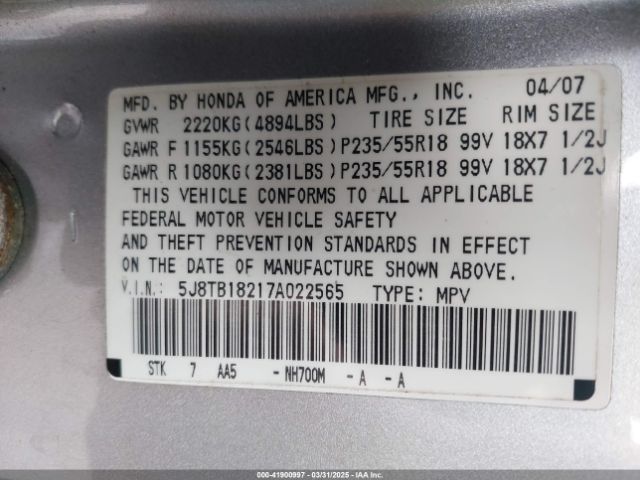 MFD. BY HONDA OF AMERICA MFG., INC. 04/07
GVWR 2220KG(4894LBS) TIRE SIZE RIM SIZE
GAWR F 1155KG(2546LBS)P235/55R18 99V 18X7 1/2J
GAWR R 1080KG(2381LBS)P235/55R18 99V 18X7 1/2J
THIS VEHICLE CONFORMS TO ALL APPLICABLE
FEDERAL MOTOR VEHICLE SAFETY
AND THEFT PREVENTION STANDARDS IN EFFECT
ON THE DATE OF MANUFACTURE SHOWN ABOVE.
V.I.N.: 5J8TB18217A022565 TYPE: MPV
STK 7 AA5 -NH700M -A -A
000-41900997 - 03/31/2025 - IAA Inc. Copyright